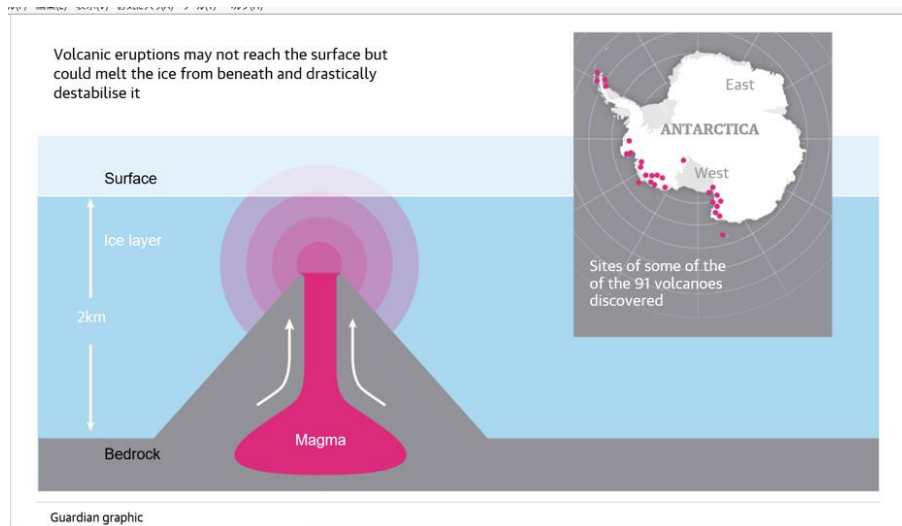 Volcanic eruptions may not reach the surface but
could melt the ice from beneath and drastically
destabilise it
East
ANTARCTICA
West
Sites of some of the
of the 91 volcanoes
discovered
Surface
Ice layer
2km
Magma
Bedrock
Guardian graphic